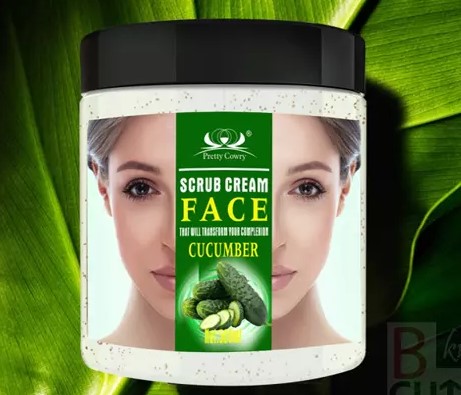 ®
Pretty Cowry
SCRUB CREAM
FACE
THAT WILL TRANSFORM YOUR COMPLEXION
CUCUMBER
B